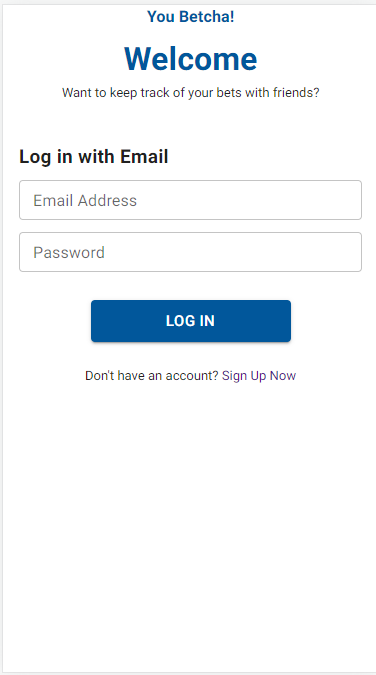 You Betcha!
Welcome
Want to keep track of your bets with friends?
Log in with Email
Email Address
Password
LOG IN
Don't have an account? Sign Up Now